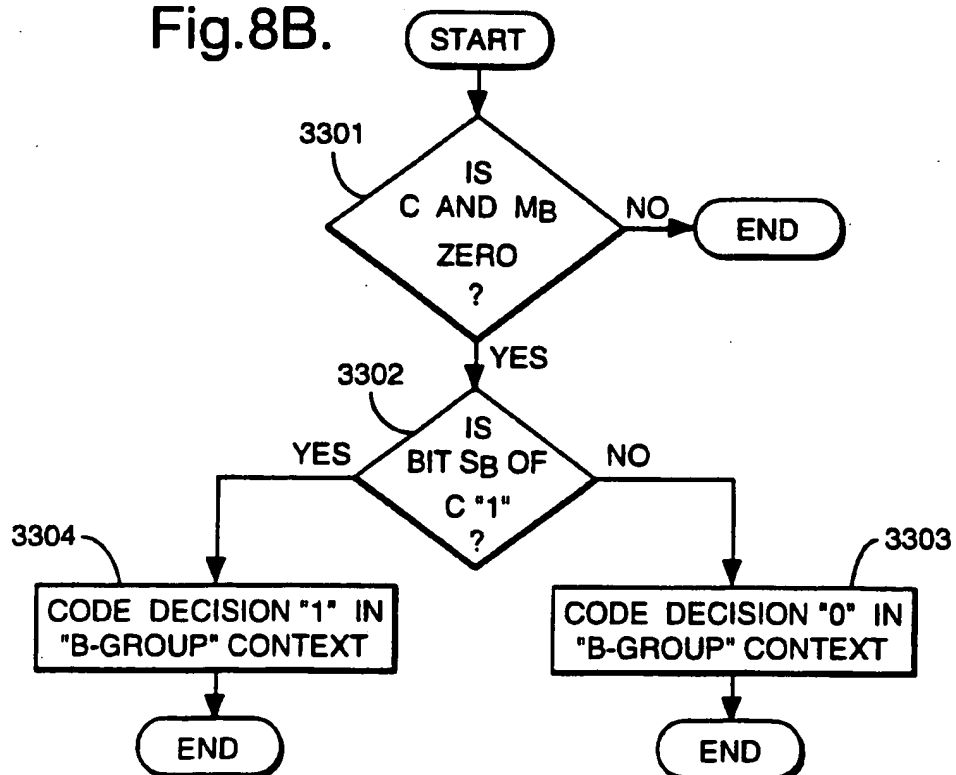 Fig.8B.
START
3301
IS
C AND MB
ZERO
?
NO
END
YES
3302
IS
BIT SB OF
C "1"
?
YES
NO
3304
3303
CODE DECISION "1" IN
"B-GROUP" CONTEXT
CODE DECISION "0" IN
"B-GROUP" CONTEXT
END
END